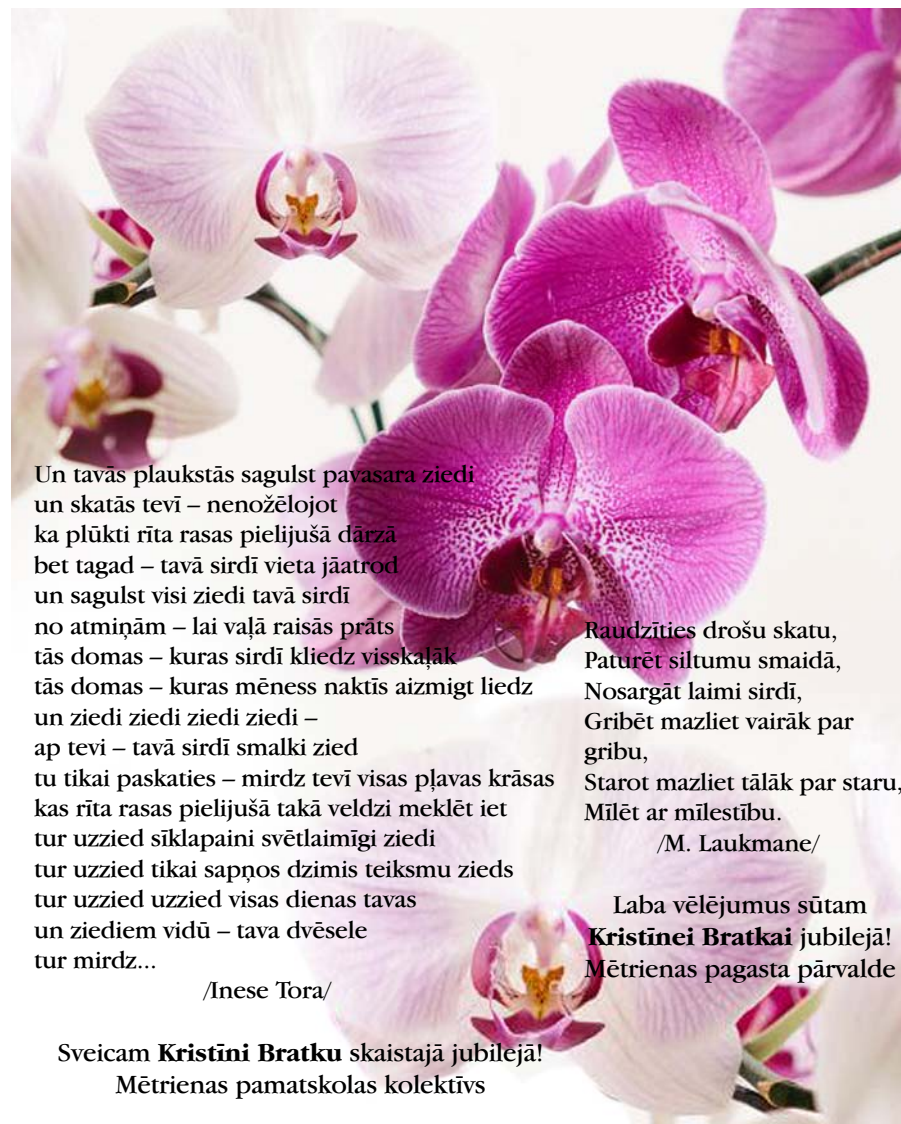 Un tavās plaukstās sagulst pavasara ziedi
un skatās tevī – nenožēlojot
ka plūkti rīta rasas pielijušā dārzā
bet tagad – tavā sirdī vieta jāatrod
un sagulst visi ziedi tavā sirdī
no atmiņām – lai vaļā raisās prāts
tās domas – kuras sirdī kliedz visskaļāk
tās domas – kuras mēness naktīs aizmigt liedz
un ziedi ziedi ziedi ziedi –
ap tevi – tavā sirdī smalki zied
tu tikai paskaties – mirdz tevī visas pļavas krāsas
kas rīta rasas pielijušā takā veldzi meklēt iet
tur uzzied sīklapaini svētlaimīgi ziedi
tur uzzied tikai sapņos dzimis teiksmu zieds
tur uzzied uzzied visas dienas tavas
un ziediem vidū – tava dvēsele
tur mirdz...
/Inese Tora/
Sveicam Kristīni Bratku skaistajā jubilejā!
Mētrienas pamatskolas kolektīvs
Raudzīties drošu skatu,
Paturēt siltumu smaidā,
Nosargāt laimi sirdī,
Gribēt mazliet vairāk par
gribu,
Starot mazliet tālāk par staru,
Mīlēt ar mīlestību.
/M. Laukmane/
Laba vēlējumus sūtam
Kristīnei Bratkai jubilejā!
Mētrienas pagasta pārvalde